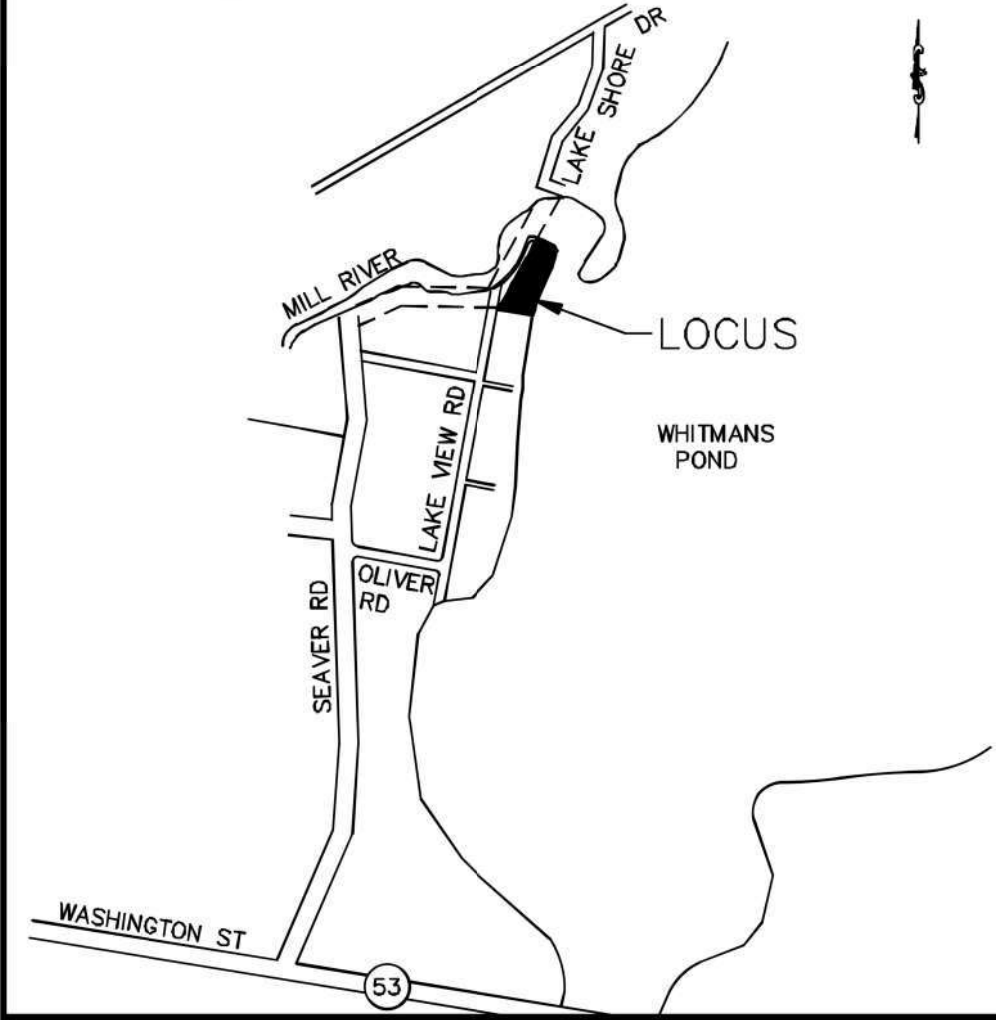 LAKE SHORE DR
MILL RIVER
LOCUS
WHITMANS
POND
LAKE VIEW RD
OLIVER
RD
SEAVER RD
WASHINGTON ST
53